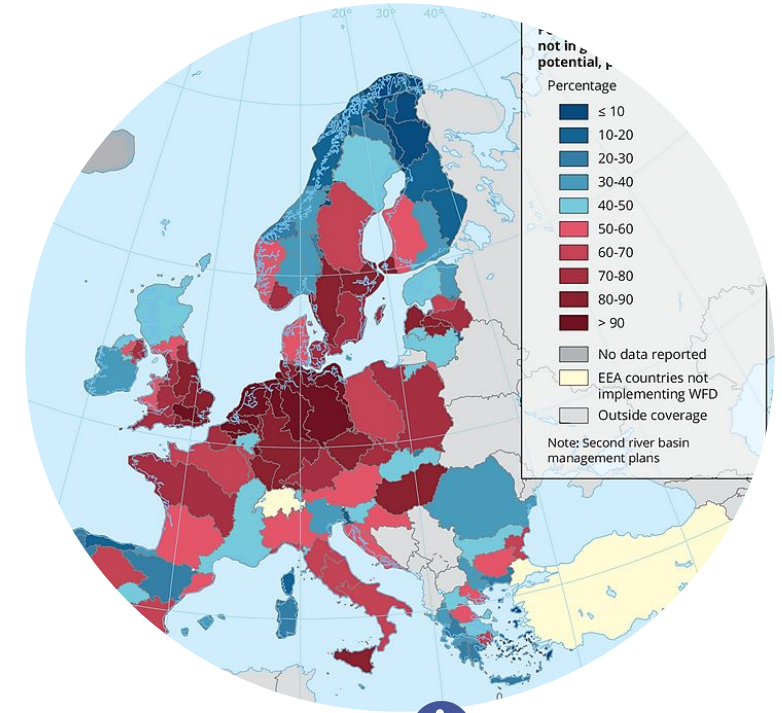 20° 30° 40° 50
not in g
potential, p
Percentage
≤ 10
10-20
20-30
30-40
40-50
50-60
60-70
70-80
80-90
> 90
No data reported
EEA countries not
implementing WFD
Outside coverage
Note: Second river basin
management plans